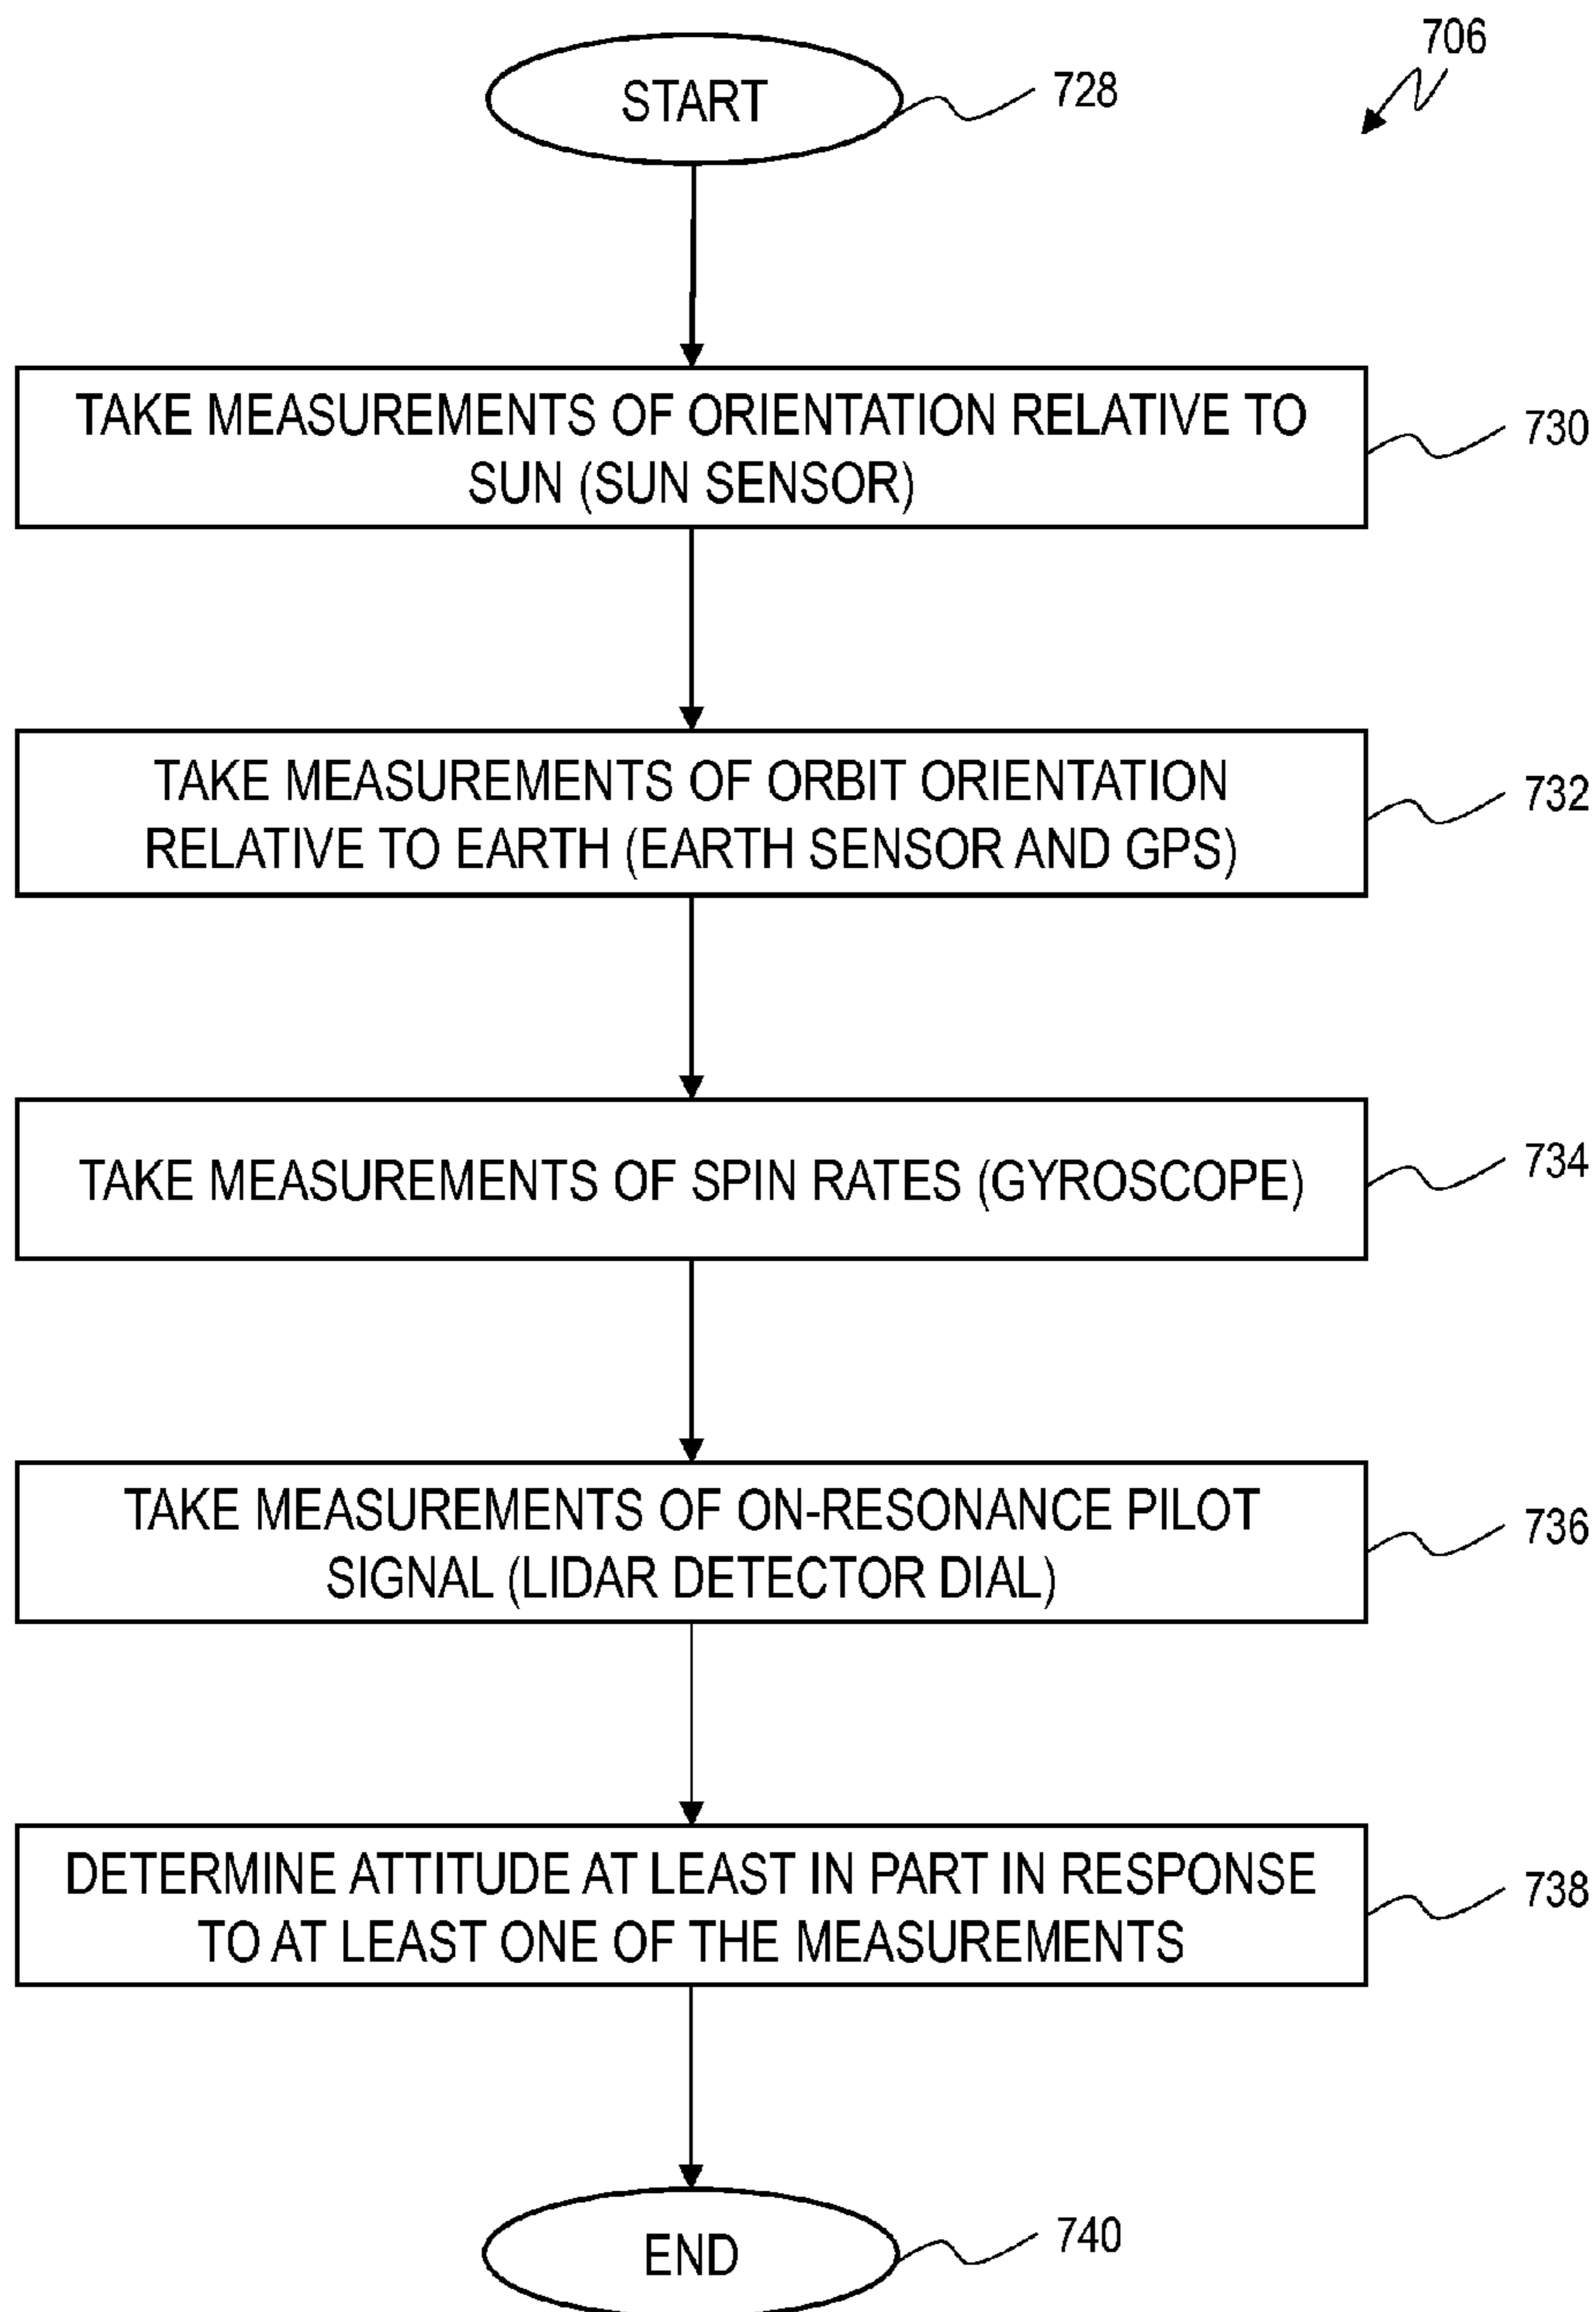 706
START
728
TAKE MEASUREMENTS OF ORIENTATION RELATIVE TO
SUN (SUN SENSOR)
730
TAKE MEASUREMENTS OF ORBIT ORIENTATION
RELATIVE TO EARTH (EARTH SENSOR AND GPS)
732
TAKE MEASUREMENTS OF SPIN RATES (GYROSCOPE)
734
TAKE MEASUREMENTS OF ON-RESONANCE PILOT
SIGNAL (LIDAR DETECTOR DIAL)
736
DETERMINE ATTITUDE AT LEAST IN PART IN RESPONSE
TO AT LEAST ONE OF THE MEASUREMENTS
738
END
740